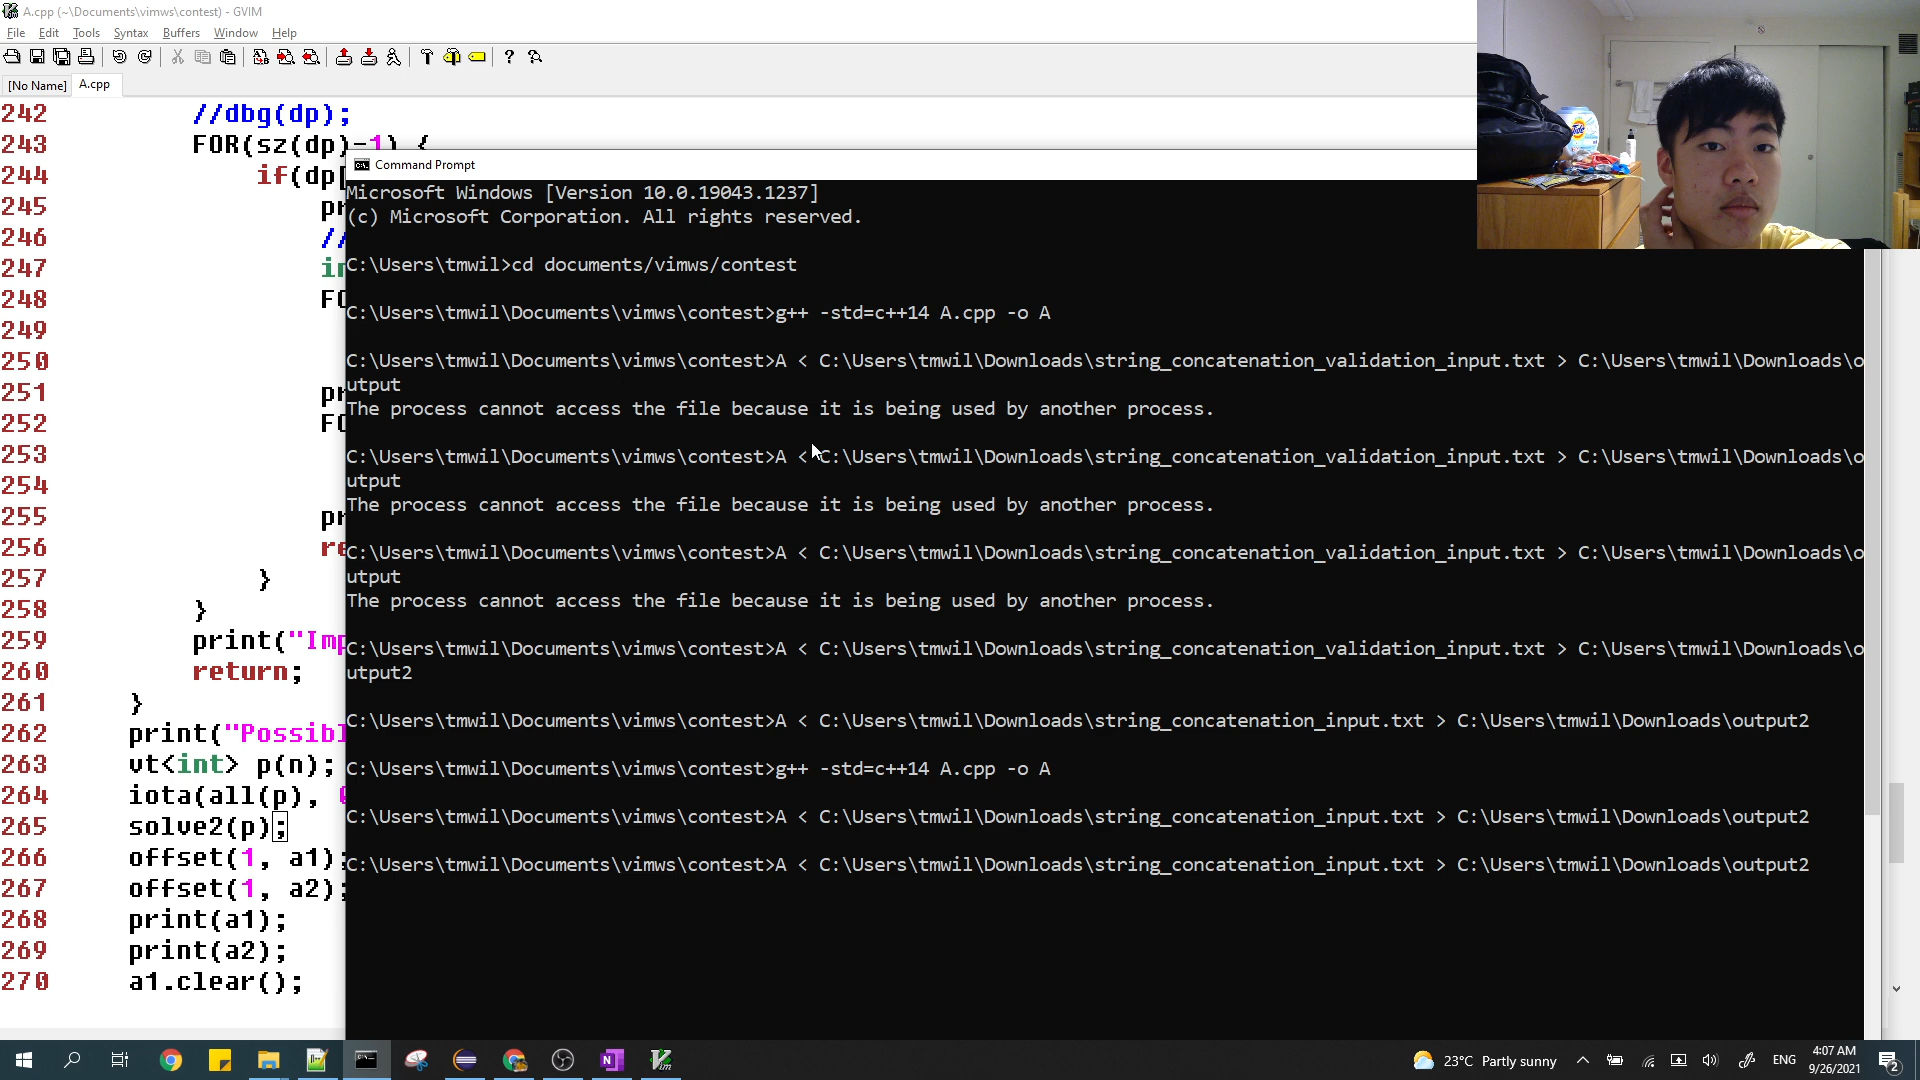 A.cpp (~\Documents\vimws\contest) - GVIM
File Edit Tools Syntax Buffers Window Help
[No Name] A.cpp
242 //dbg(dp);
243 FOR(sz(dp)-1) {
244 if(dp[
245 pr
246 //
247 in
248 FO
249
250
251 pr
252 FO
253
254
255 pr
256 re
257 }
258 }
259 print("Imp
260 return;
261 }
262 print("Possibl
263 vt<int> p(n);
264 iota(all(p),
265 solve2(p);
266 offset(1, a1);
267 offset(1, a2);
268 print(a1);
269 print(a2);
270 a1.clear();
Command Prompt
Microsoft Windows [Version 10.0.19043.1237]
(c) Microsoft Corporation. All rights reserved.
C:\Users\tmwil>cd documents/vimws/contest
C:\Users\tmwil\Documents\vimws\contest>g++ -std=c++14 A.cpp -o A
C:\Users\tmwil\Documents\vimws\contest>A < C:\Users\tmwil\Downloads\string_concatenation_validation_input.txt > C:\Users\tmwil\Downloads\o
utput
The process cannot access the file because it is being used by another process.
C:\Users\tmwil\Documents\vimws\contest>A < C:\Users\tmwil\Downloads\string_concatenation_validation_input.txt > C:\Users\tmwil\Downloads\o
utput
The process cannot access the file because it is being used by another process.
C:\Users\tmwil\Documents\vimws\contest>A < C:\Users\tmwil\Downloads\string_concatenation_validation_input.txt > C:\Users\tmwil\Downloads\o
utput
The process cannot access the file because it is being used by another process.
C:\Users\tmwil\Documents\vimws\contest>A < C:\Users\tmwil\Downloads\string_concatenation_validation_input.txt > C:\Users\tmwil\Downloads\o
utput2
C:\Users\tmwil\Documents\vimws\contest>A < C:\Users\tmwil\Downloads\string_concatenation_input.txt > C:\Users\tmwil\Downloads\output2
C:\Users\tmwil\Documents\vimws\contest>g++ -std=c++14 A.cpp -o A
C:\Users\tmwil\Documents\vimws\contest>A < C:\Users\tmwil\Downloads\string_concatenation_input.txt > C:\Users\tmwil\Downloads\output2
C:\Users\tmwil\Documents\vimws\contest>A < C:\Users\tmwil\Downloads\string_concatenation_input.txt > C:\Users\tmwil\Downloads\output2
Tide
23°C Partly sunny
ENG
4:07 AM
9/26/2021
2